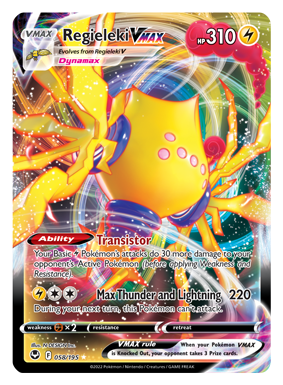 VMAX Regieleki VMAX HP 310
Evolves from Regieleki V
Dynamax
Ability Transistor
Your Basic Pokémon's attacks do 30 more damage to your
opponent's Active Pokémon (before applying Weakness and
Resistance).
Max Thunder and Lightning 220
During your next turn, this Pokémon can't attack.
weakness ×2 resistance retreat
Illus.
F 058/195
VMAX rule When your Pokémon VMAX
is Knocked Out, your opponent takes 3 Prize cards.
©2022 Pokémon / Nintendo / Creatures / GAME FREAK